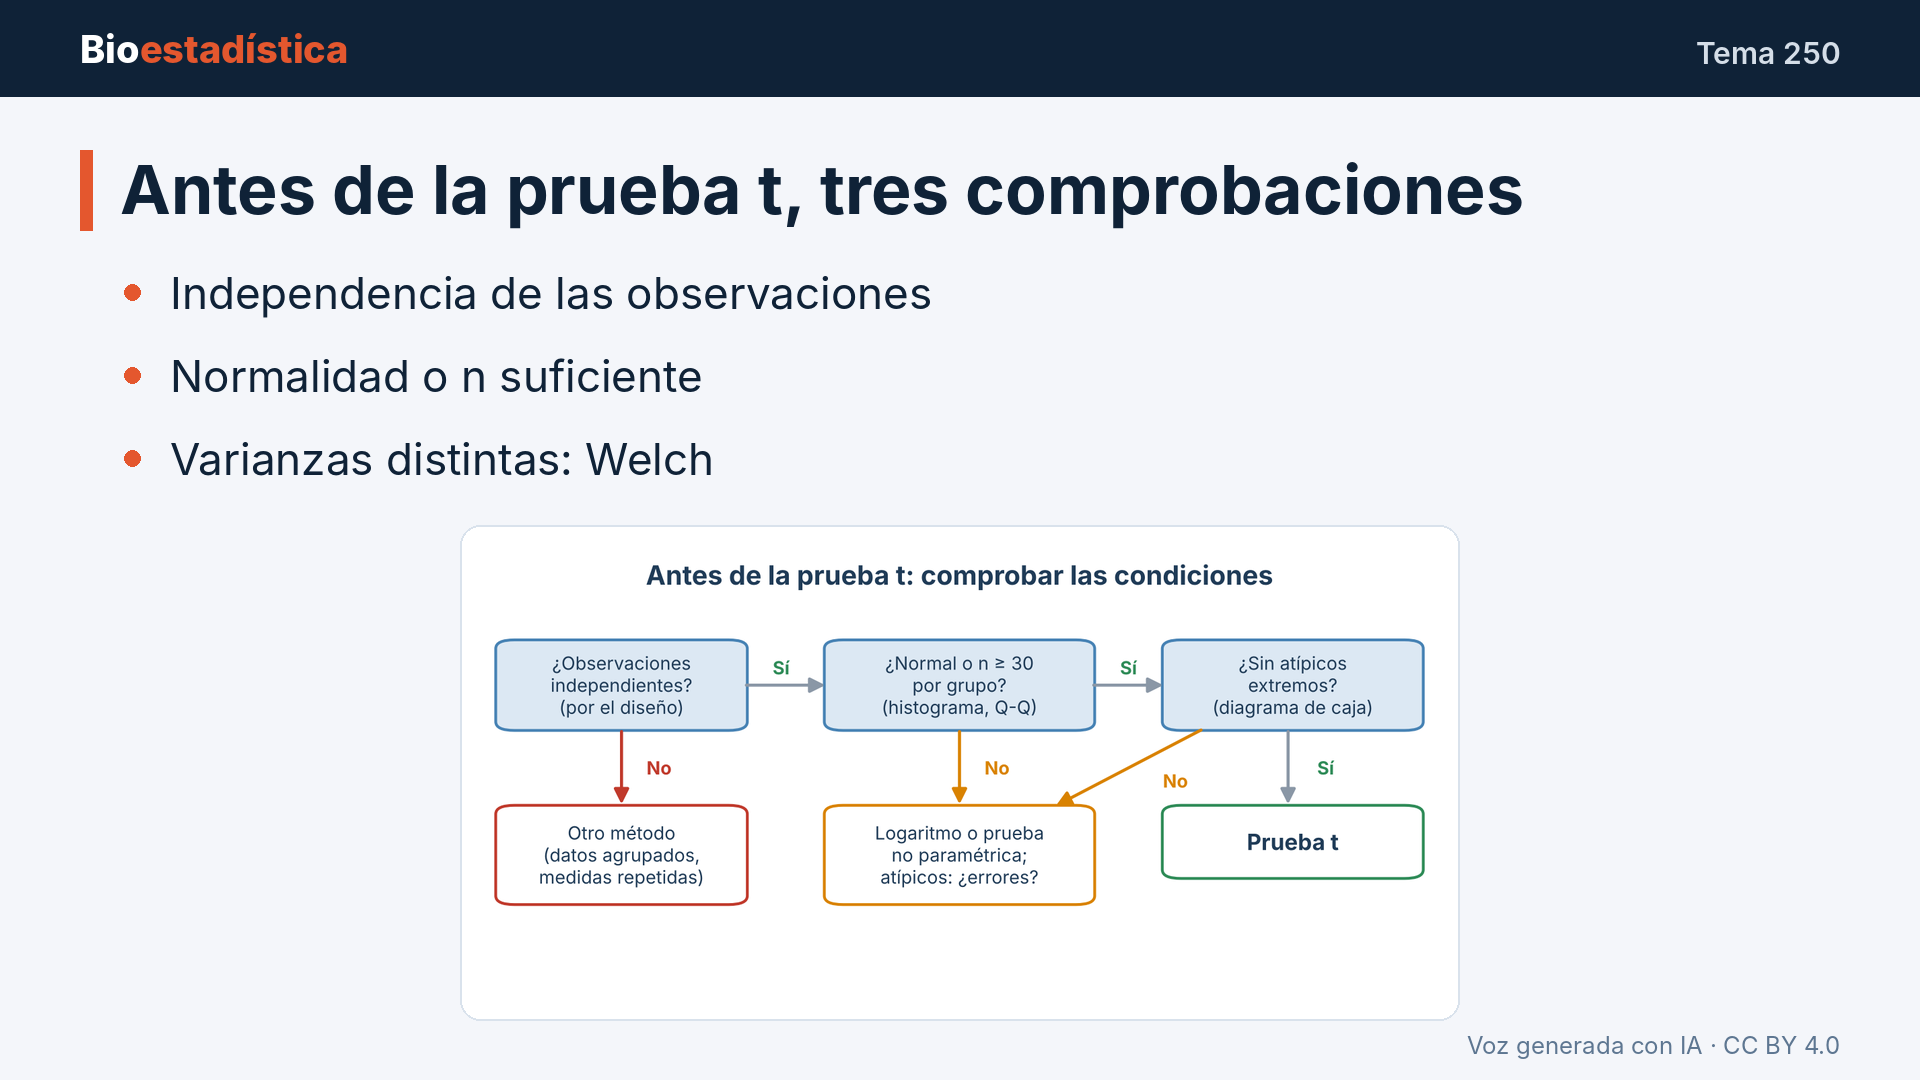 Bioestadística
Tema 250
Antes de la prueba t, tres comprobaciones
Independencia de las observaciones
Normalidad o n suficiente
Varianzas distintas: Welch
Antes de la prueba t: comprobar las condiciones
¿Observaciones
independientes?
(por el diseño)
Sí
¿Normal o n ≥ 30
por grupo?
(histograma, Q-Q)
Sí
¿Sin atípicos
extremos?
(diagrama de caja)
No
No
No
Sí
Otro método
(datos agrupados,
medidas repetidas)
Logaritmo o prueba
no paramétrica;
atípicos: ¿errores?
Prueba t
Voz generada con IA · CC BY 4.0